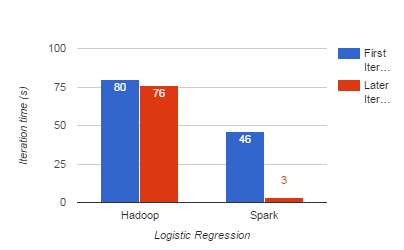 100
75
50
25
0
Iteration time (s)
80
76
46
3
Hadoop
Spark
Logistic Regression
First
Iter…
Later
Iter…